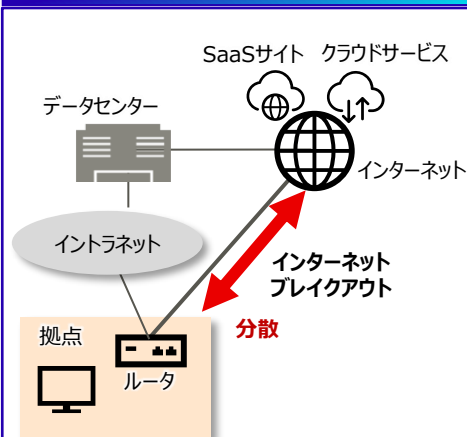 SaaSサイト クラウドサービス
データセンター
インターネット
イントラネット
インターネット
ブレイクアウト
分散
拠点
ルータ